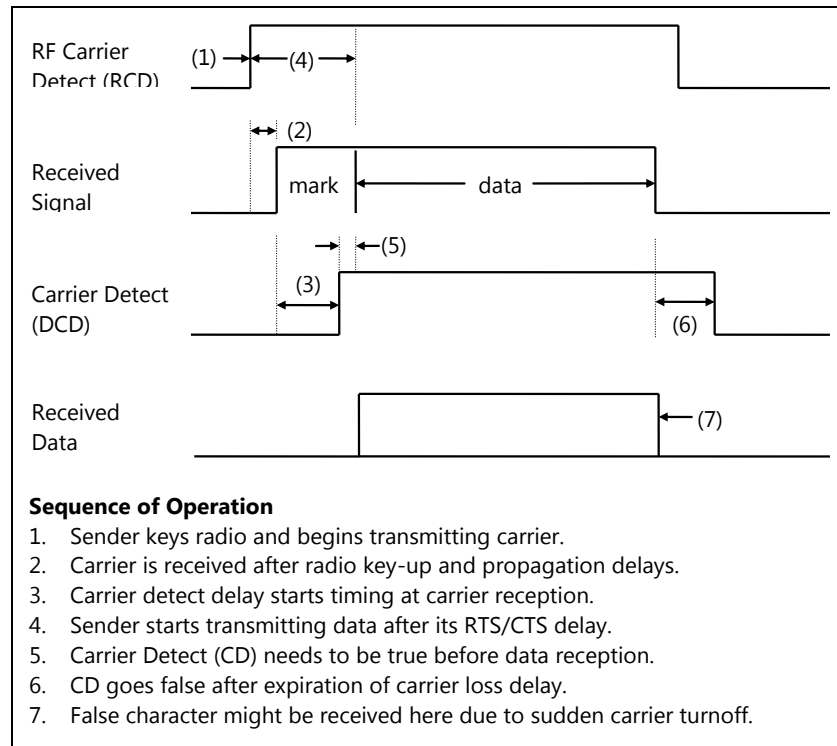 RF Carrier
Detect (RCD)
(1)
(4)
(2)
Received
Signal
mark
data
(5)
Carrier Detect
(DCD)
(3)
(6)
Received
Data
(7)
Sequence of Operation
1. Sender keys radio and begins transmitting carrier.
2. Carrier is received after radio key-up and propagation delays.
3. Carrier detect delay starts timing at carrier reception.
4. Sender starts transmitting data after its RTS/CTS delay.
5. Carrier Detect (CD) needs to be true before data reception.
6. CD goes false after expiration of carrier loss delay.
7. False character might be received here due to sudden carrier turnoff.